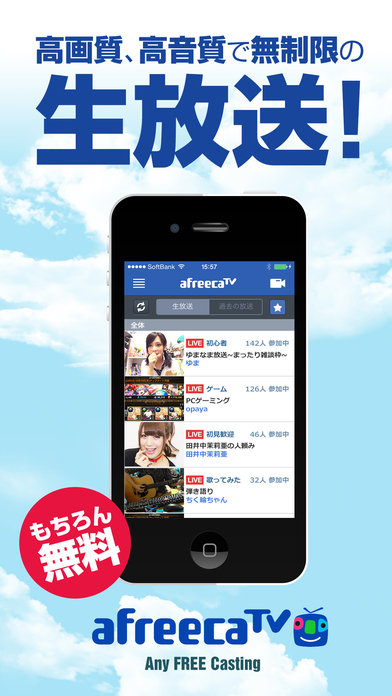 高画質、高音質で無制限の
生放送!
SoftBank 15:57
afreecaTV
生放送 過去の放送
全体
LIVE 初心者 142人 参加中
ゆまなま放送~まったり雑談枠~
ゆま
LIVE ゲーム 126人 参加中
PCゲーミング
opaya
LIVE 初見歓迎 46人 参加中
田井中茉莉亜の人頼み
田井中茉莉亜
LIVE 歌ってみた 32人 参加中
弾き語り
ちく輪ちゃん
もちろん
無料
afreecaTV
Any FREE Casting